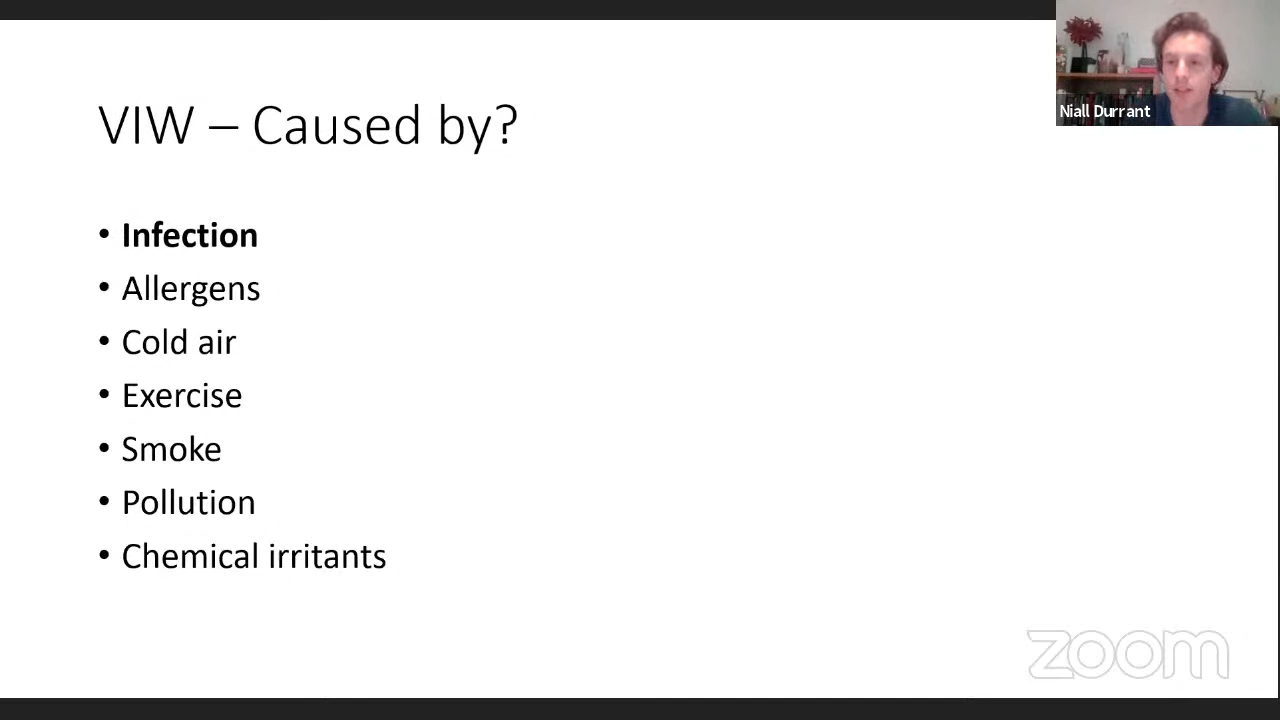 Niall Durrant
VIW – Caused by?
• Infection
• Allergens
• Cold air
• Exercise
• Smoke
• Pollution
• Chemical irritants
zoom